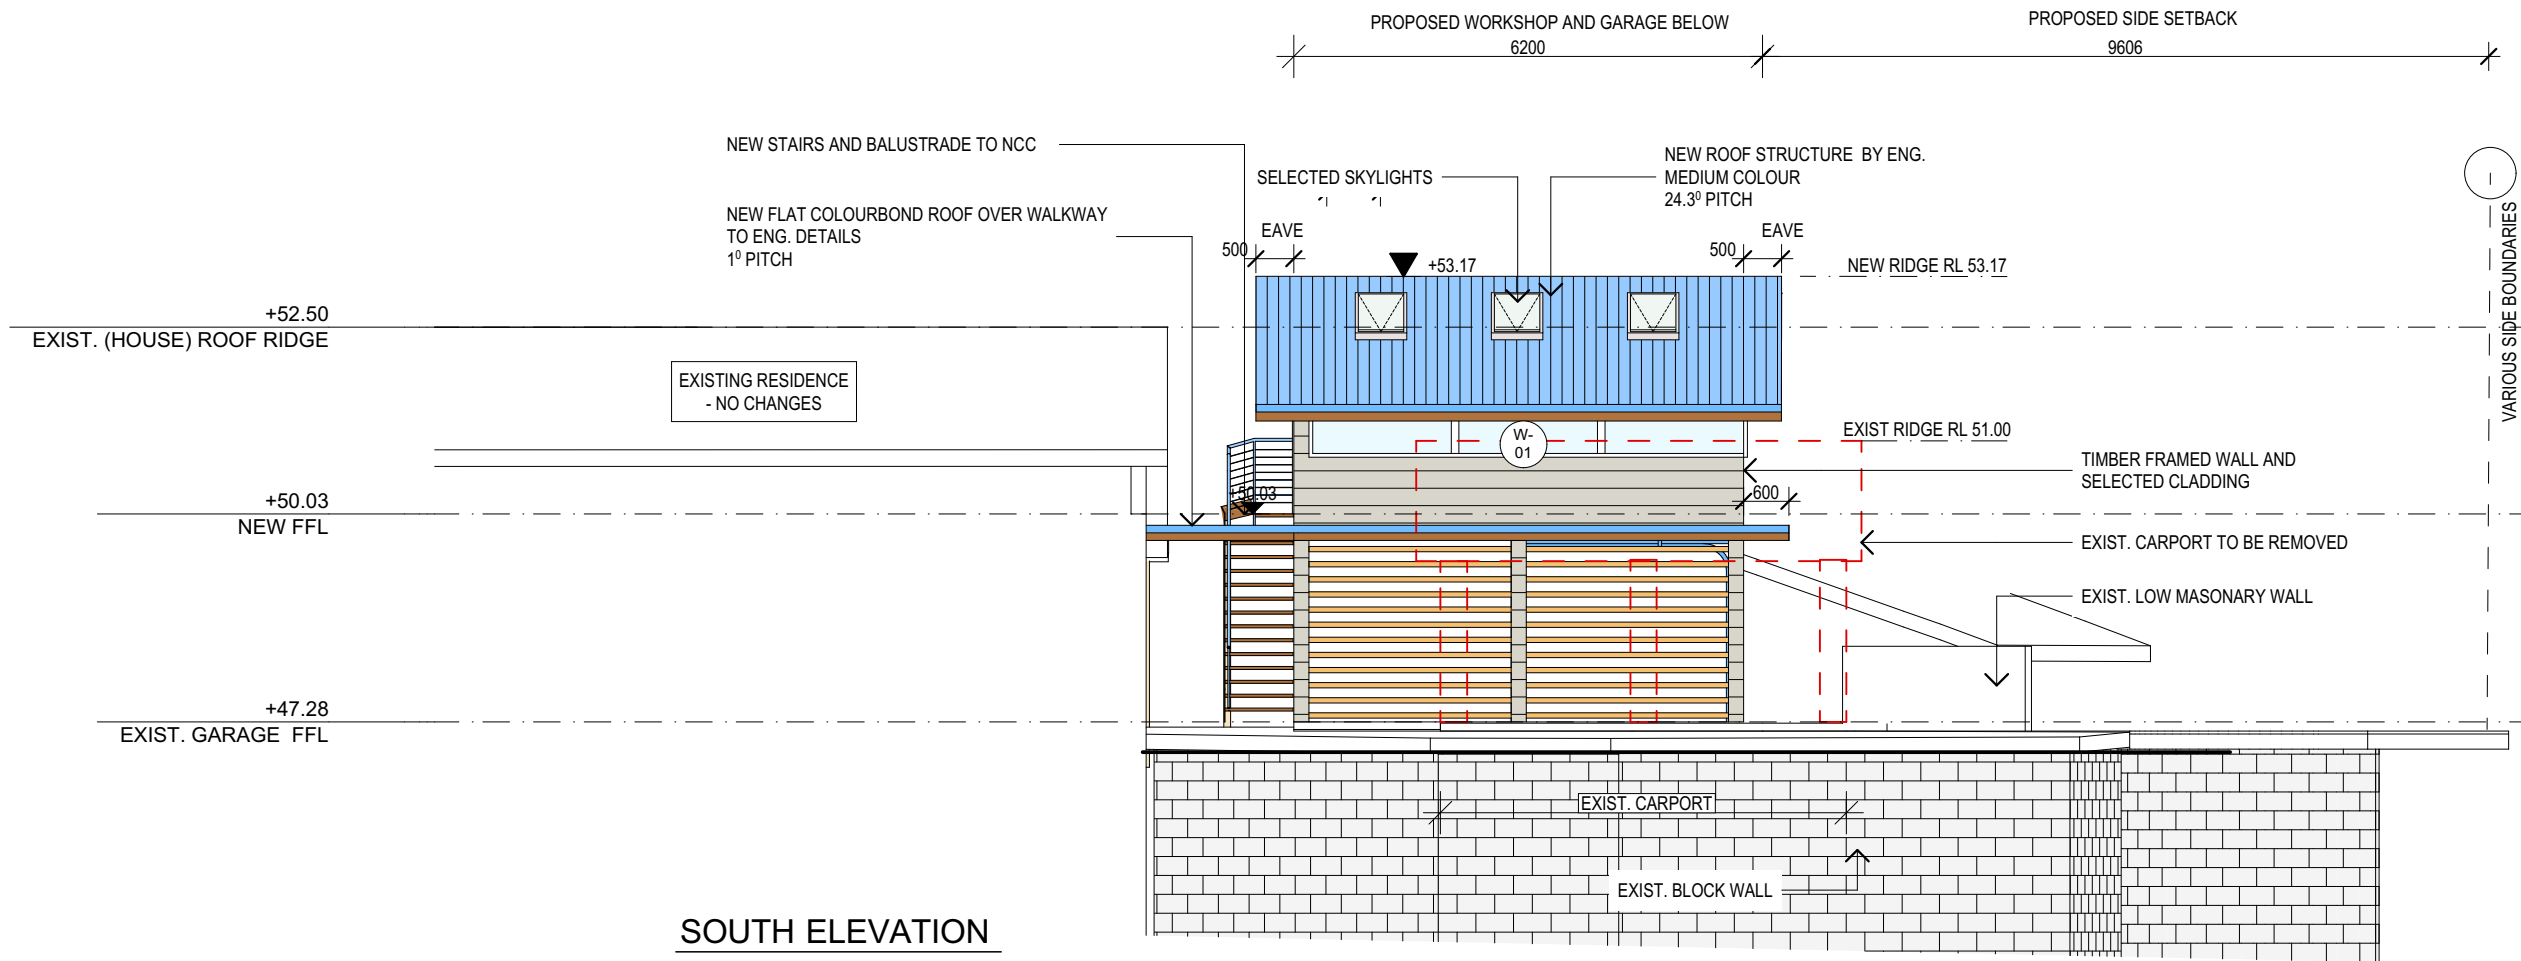 PROPOSED WORKSHOP AND GARAGE BELOW
6200
PROPOSED SIDE SETBACK
9606
NEW STAIRS AND BALUSTRADE TO NCC
SELECTED SKYLIGHTS
NEW ROOF STRUCTURE BY ENG.
MEDIUM COLOUR
24.3⁰ PITCH
NEW FLAT COLOURBOND ROOF OVER WALKWAY
TO ENG. DETAILS
1⁰ PITCH
EAVE
500
EAVE
500
+53.17
NEW RIDGE RL 53.17
VARIOUS SIDE BOUNDARIES
+52.50
EXIST. (HOUSE) ROOF RIDGE
EXISTING RESIDENCE
- NO CHANGES
W-
01
EXIST RIDGE RL 51.00
TIMBER FRAMED WALL AND
SELECTED CLADDING
+50.03
NEW FFL
+50.03
600
EXIST. CARPORT TO BE REMOVED
EXIST. LOW MASONARY WALL
+47.28
EXIST. GARAGE FFL
EXIST. CARPORT
EXIST. BLOCK WALL
SOUTH ELEVATION